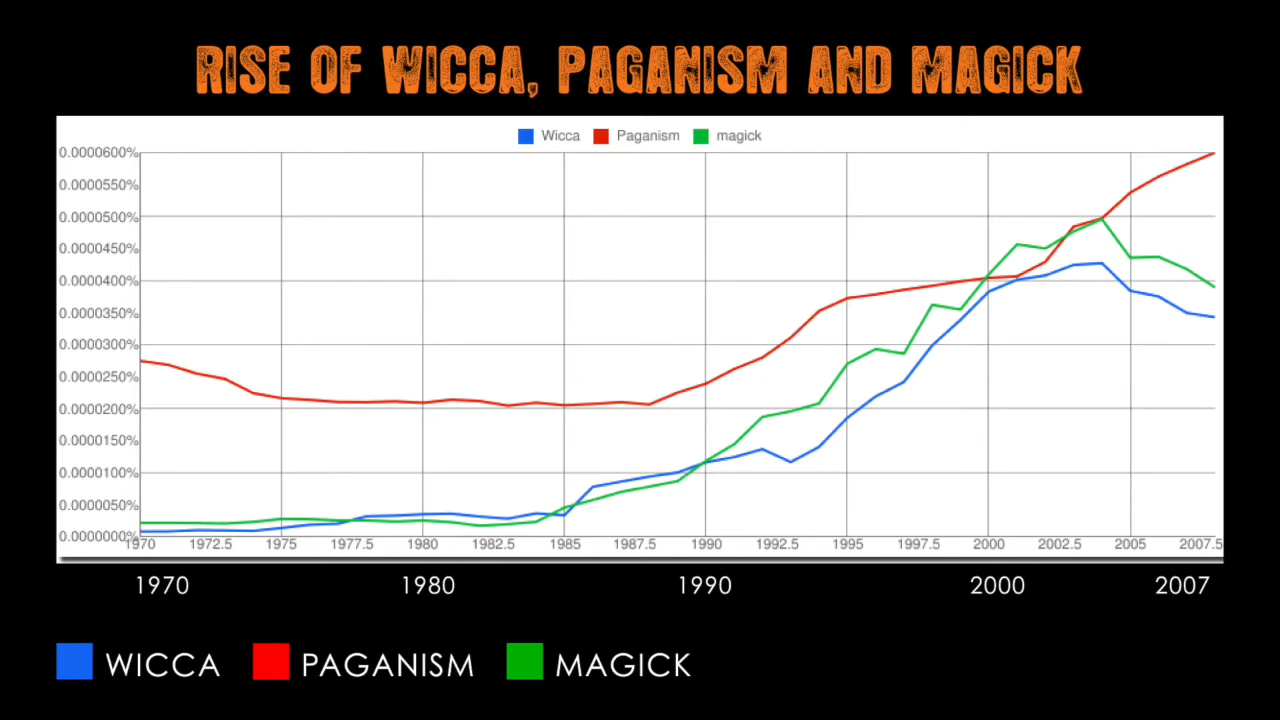 RISE OF WICCA, PAGANISM AND MAGICK
Wicca Paganism magick
0.0000600%
0.0000550%
0.0000500%
0.0000450%
0.0000400%
0.0000350%
0.0000300%
0.0000250%
0.0000200%
0.0000150%
0.0000100%
0.0000050%
0.0000000%
1970 1972.5 1975 1977.5 1980 1982.5 1985 1987.5 1990 1992.5 1995 1997.5 2000 2002.5 2005 2007.5
1970 1980 1990 2000 2007
WICCA PAGANISM MAGICK